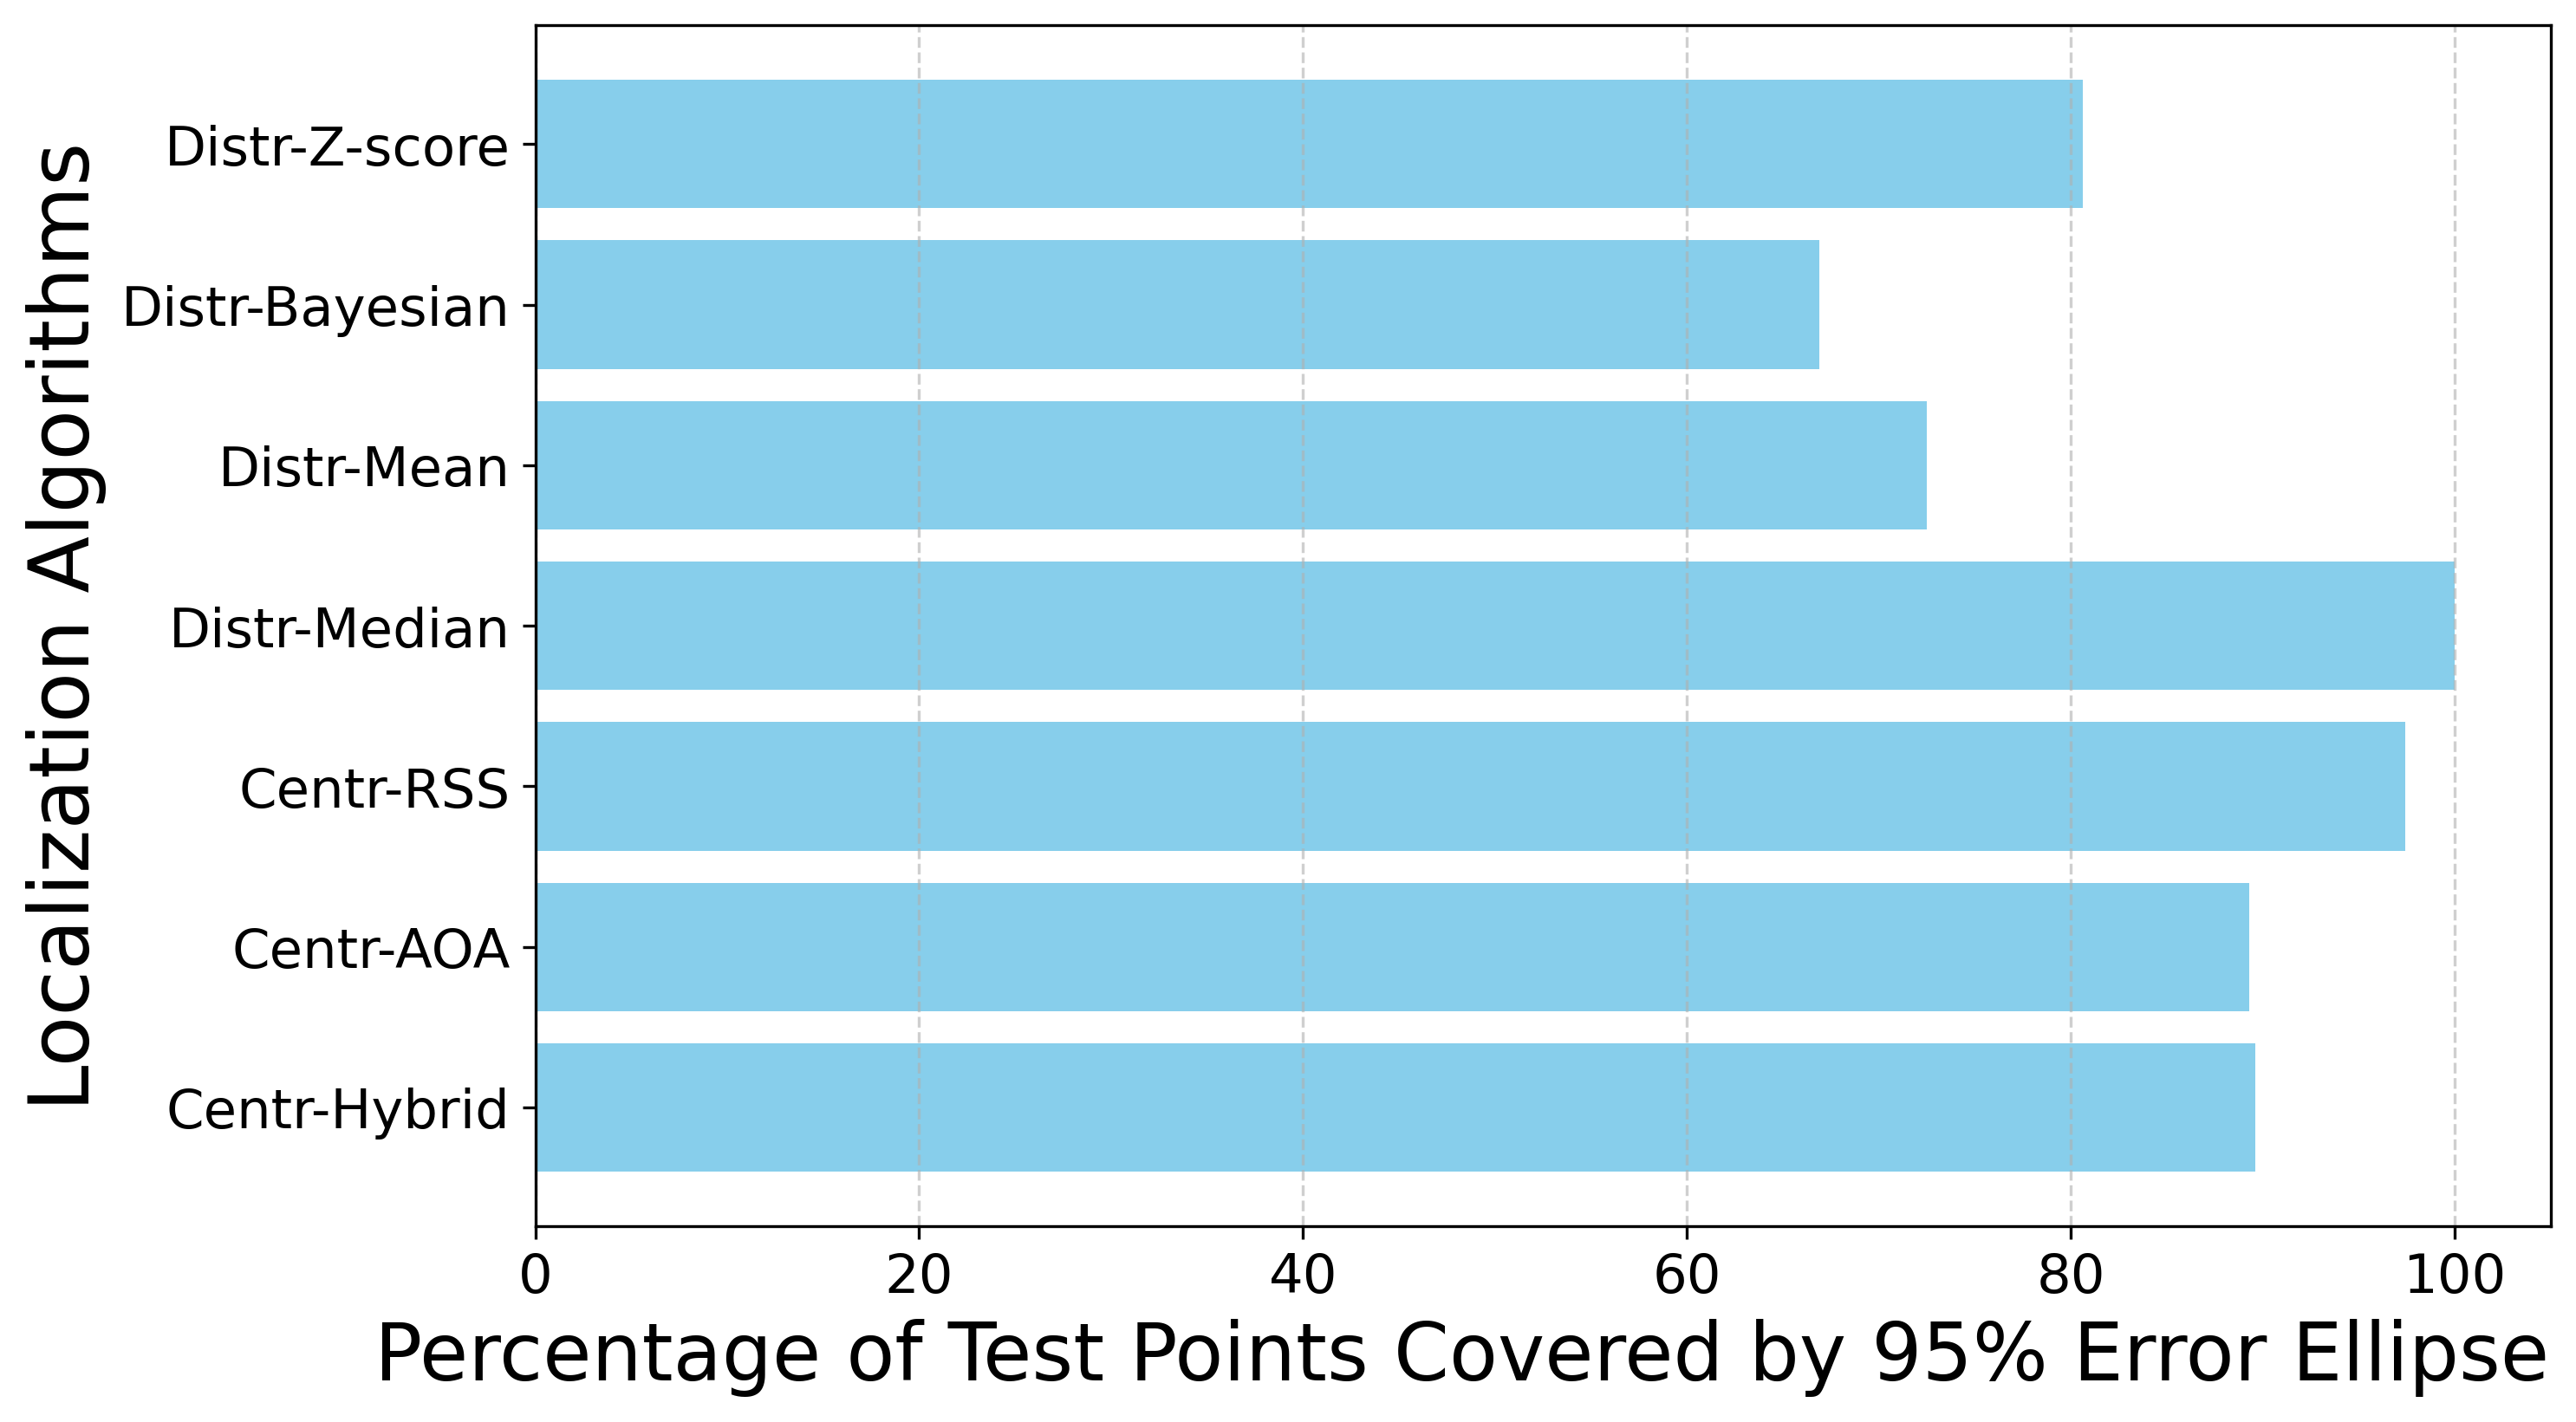 Localization Algorithms
Distr-Z-score
Distr-Bayesian
Distr-Mean
Distr-Median
Centr-RSS
Centr-AOA
Centr-Hybrid
0 20 40 60 80 100
Percentage of Test Points Covered by 95% Error Ellipse